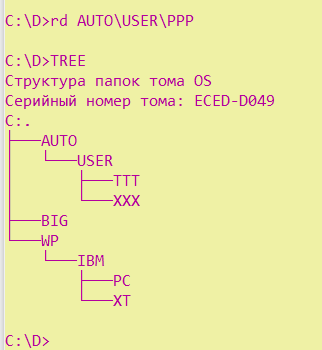 C:\D>rd AUTO\USER\PPP
C:\D>TREE
Структура папок тома OS
Серийный номер тома: ECED-D049
C:.
├───AUTO
│   └───USER
│       ├───TTT
│       └───XXX
├───BIG
└───WP
    └───IBM
        ├───PC
        └───XT
C:\D>